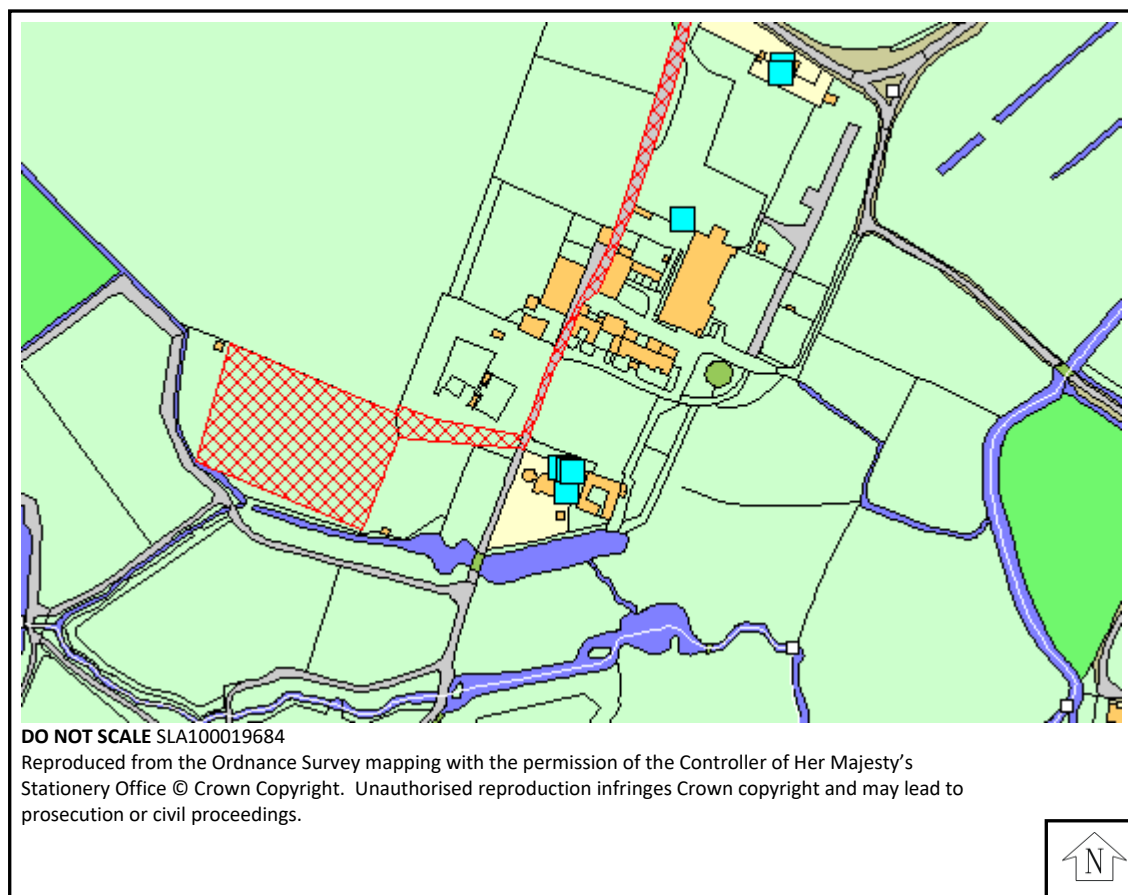 DO NOT SCALE SLA100019684
Reproduced from the Ordnance Survey mapping with the permission of the Controller of Her Majesty’s
Stationery Office © Crown Copyright.  Unauthorised reproduction infringes Crown copyright and may lead to
prosecution or civil proceedings.
N